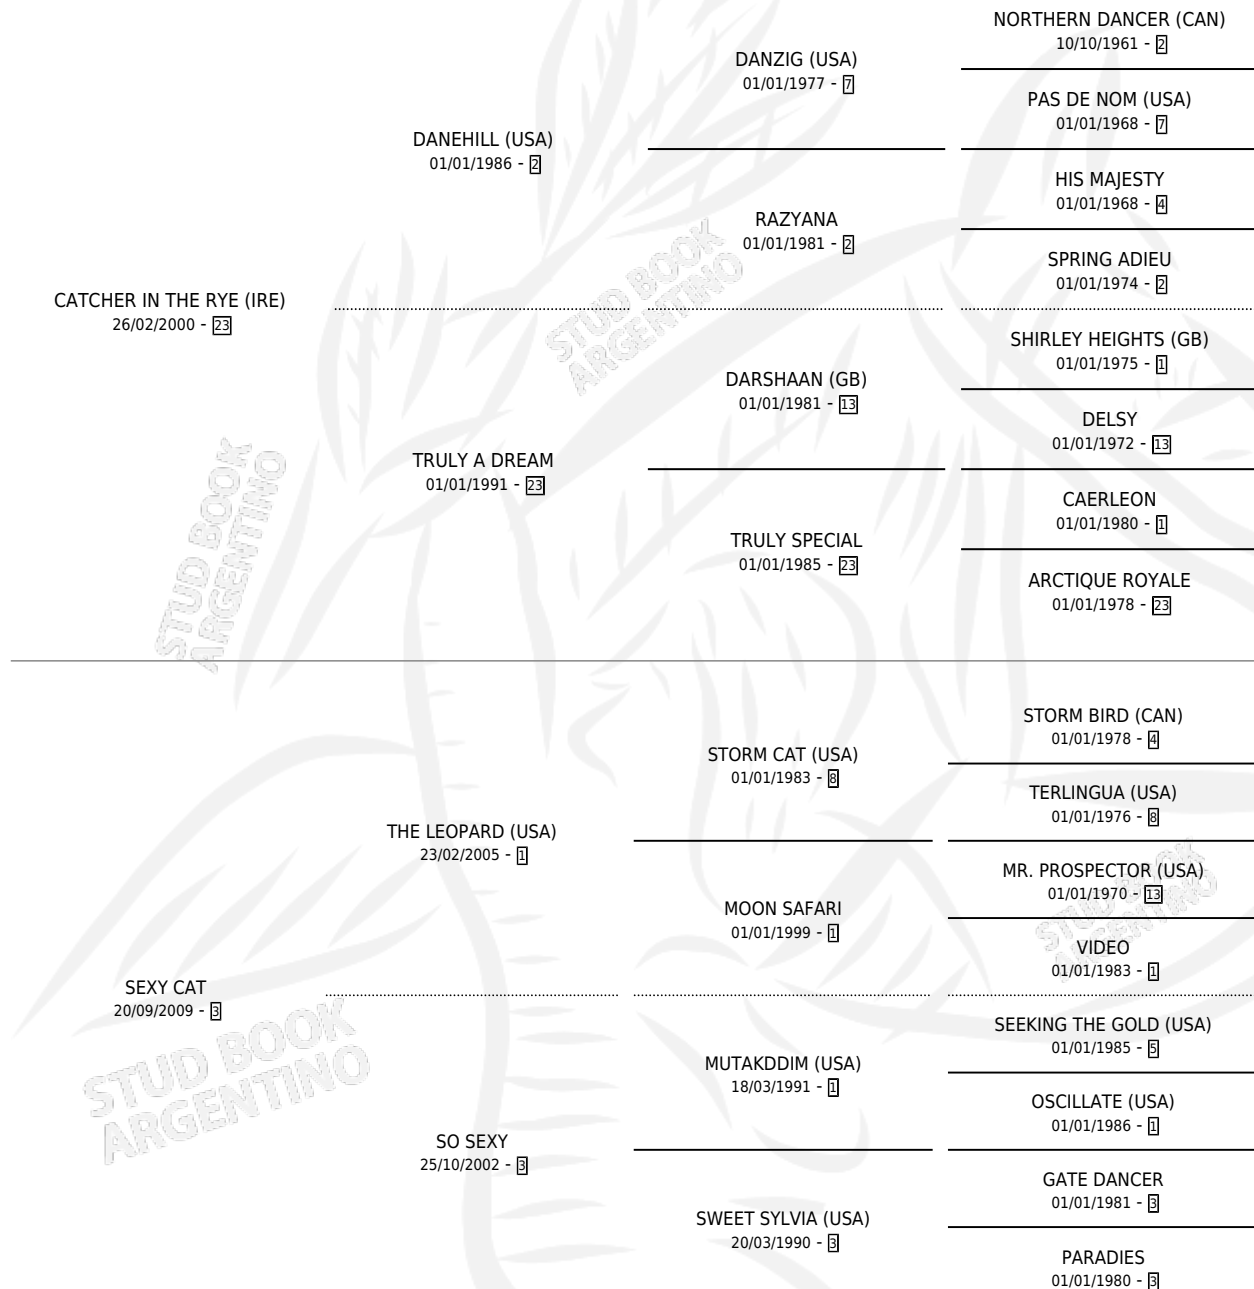 NORTHERN DANCER (CAN)
10/10/1961 - 2
DANZIG (USA)
01/01/1977 - 7
PAS DE NOM (USA)
01/01/1968 - 7
DANEHILL (USA)
01/01/1986 - 2
HIS MAJESTY
01/01/1968 - 4
RAZYANA
01/01/1981 - 2
SPRING ADIEU
01/01/1974 - 2
CATCHER IN THE RYE (IRE)
26/02/2000 - 23
SHIRLEY HEIGHTS (GB)
01/01/1975 - 1
DARSHAAN (GB)
01/01/1981 - 13
DELSY
01/01/1972 - 13
TRULY A DREAM
01/01/1991 - 23
CAERLEON
01/01/1980 - 1
TRULY SPECIAL
01/01/1985 - 23
ARCTIQUE ROYALE
01/01/1978 - 23
STORM BIRD (CAN)
01/01/1978 - 4
STORM CAT (USA)
01/01/1983 - 8
TERLINGUA (USA)
01/01/1976 - 8
THE LEOPARD (USA)
23/02/2005 - 1
MR. PROSPECTOR (USA)
01/01/1970 - 13
MOON SAFARI
01/01/1999 - 1
VIDEO
01/01/1983 - 1
SEXY CAT
20/09/2009 - 3
SEEKING THE GOLD (USA)
01/01/1985 - 5
MUTAKDDIM (USA)
18/03/1991 - 1
OSCILLATE (USA)
01/01/1986 - 1
SO SEXY
25/10/2002 - 3
GATE DANCER
01/01/1981 - 3
SWEET SYLVIA (USA)
20/03/1990 - 3
PARADIES
01/01/1980 - 3
STUD BOOK
ARGENTINO
STUD BOOK
ARGENTINO
STUD BOOK
ARGENTINO
STUD BOOK
ARGENTINO